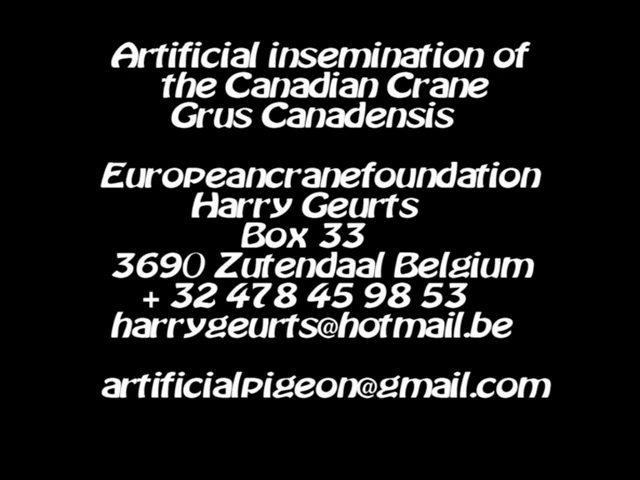 Artificial insemination of
the Canadian Crane
Grus Canadensis
Europeancranefoundation
Harry Geurts
Box 33
3690 Zutendaal Belgium
+ 32 478 45 98 53
harrygeurts@hotmail.be
artificialpigeon@gmail.com